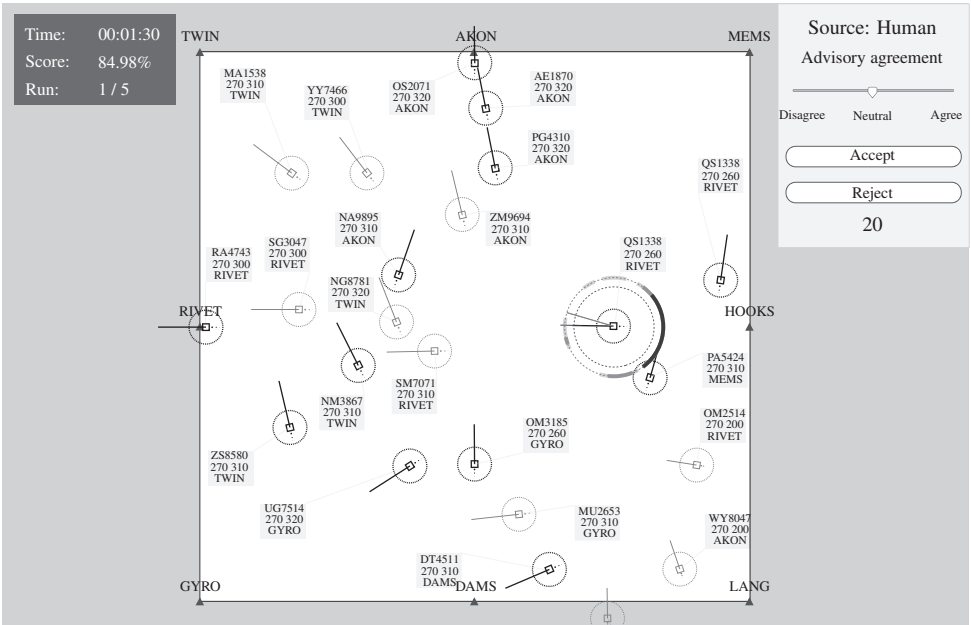 Time: 00:01:30
Score: 84.98%
Run: 1 / 5
TWIN
AKON
MEMS
Source: Human
Advisory agreement
Disagree Neutral Agree
Accept
Reject
20
MA1538
270 310
TWIN
YY7466
270 300
TWIN
OS2071
270 320
AKON
AE1870
270 320
AKON
PG4310
270 320
AKON
QS1338
270 260
RIVET
NA9895
270 310
AKON
ZM9694
270 310
AKON
RA4743
270 300
RIVET
SG3047
270 300
RIVET
QS1338
270 260
RIVET
NG8781
270 320
TWIN
RIVET
HOOKS
PA5424
270 310
MEMS
SM7071
270 310
RIVET
NM3867
270 310
TWIN
OM2514
270 200
RIVET
OM3185
270 260
GYRO
ZS8580
270 310
TWIN
UG7514
270 320
GYRO
MU2653
270 310
GYRO
WY8047
270 200
AKON
DT4511
270 310
DAMS
GYRO
DAMS
LANG